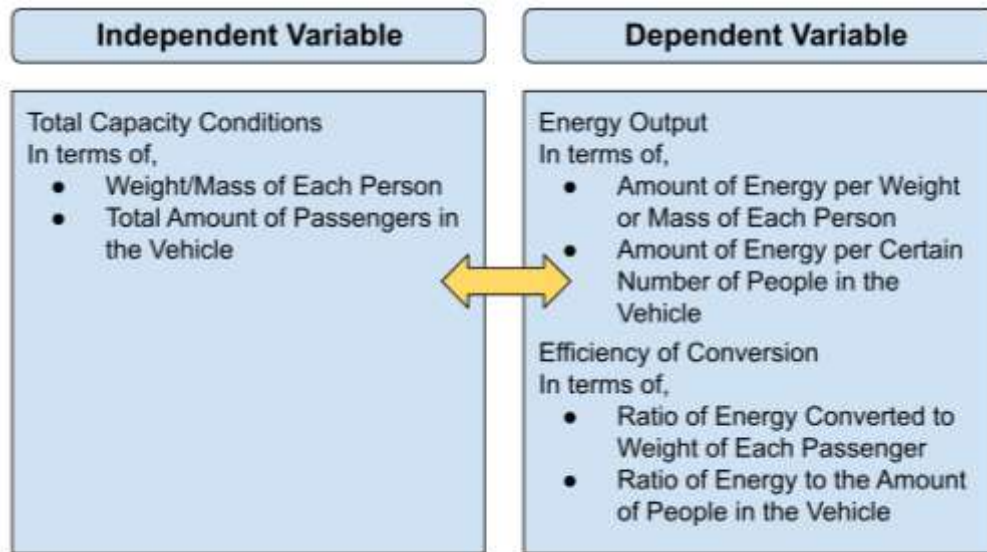 Independent Variable
Dependent Variable
Total Capacity Conditions
In terms of,
● Weight/Mass of Each Person
● Total Amount of Passengers in
the Vehicle
Energy Output
In terms of,
● Amount of Energy per Weight
or Mass of Each Person
● Amount of Energy per Certain
Number of People in the
Vehicle
Efficiency of Conversion
In terms of,
● Ratio of Energy Converted to
Weight of Each Passenger
● Ratio of Energy to the Amount
of People in the Vehicle